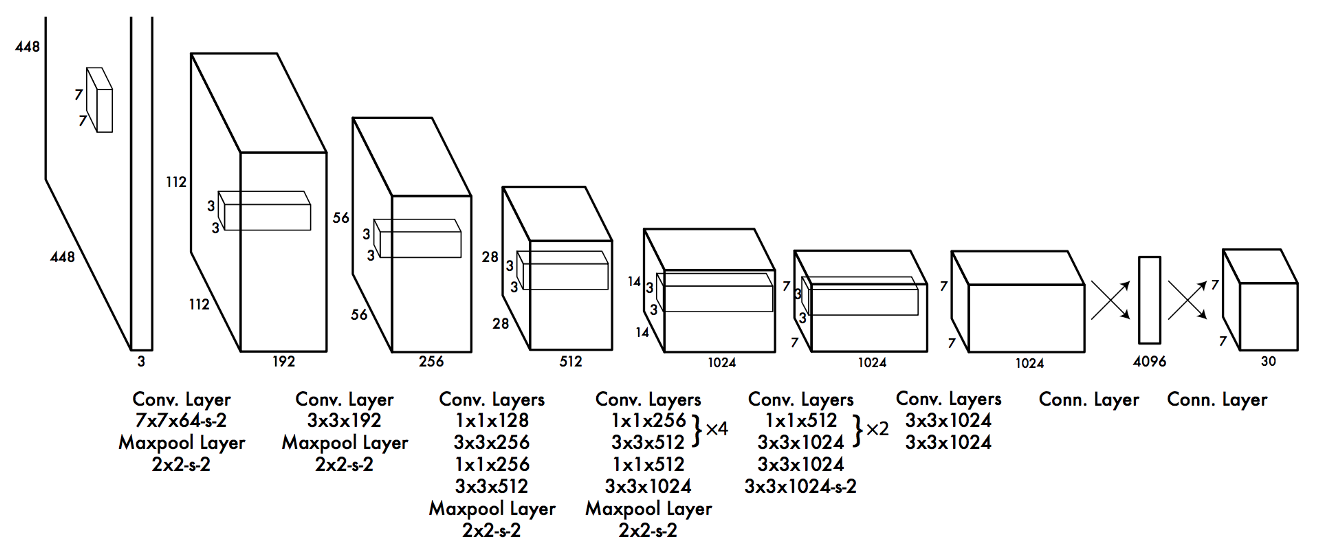 448
7
7
448
3
112
3
3
112
192
56
3
3
56
256
28
3
3
28
512
14
3
3
14
1024
7
3
3
7
1024
7
7
1024
4096
7
7
30
Conv. Layer
7x7x64-s-2
Maxpool Layer
2x2-s-2
Conv. Layer
3x3x192
Maxpool Layer
2x2-s-2
Conv. Layers
1x1x128
3x3x256
1x1x256
3x3x512
Maxpool Layer
2x2-s-2
Conv. Layers
1x1x256
3x3x512
}×4
1x1x512
3x3x1024
Maxpool Layer
2x2-s-2
Conv. Layers
1x1x512
3x3x1024
}×2
3x3x1024
3x3x1024-s-2
Conv. Layers
3x3x1024
3x3x1024
Conn. Layer
Conn. Layer